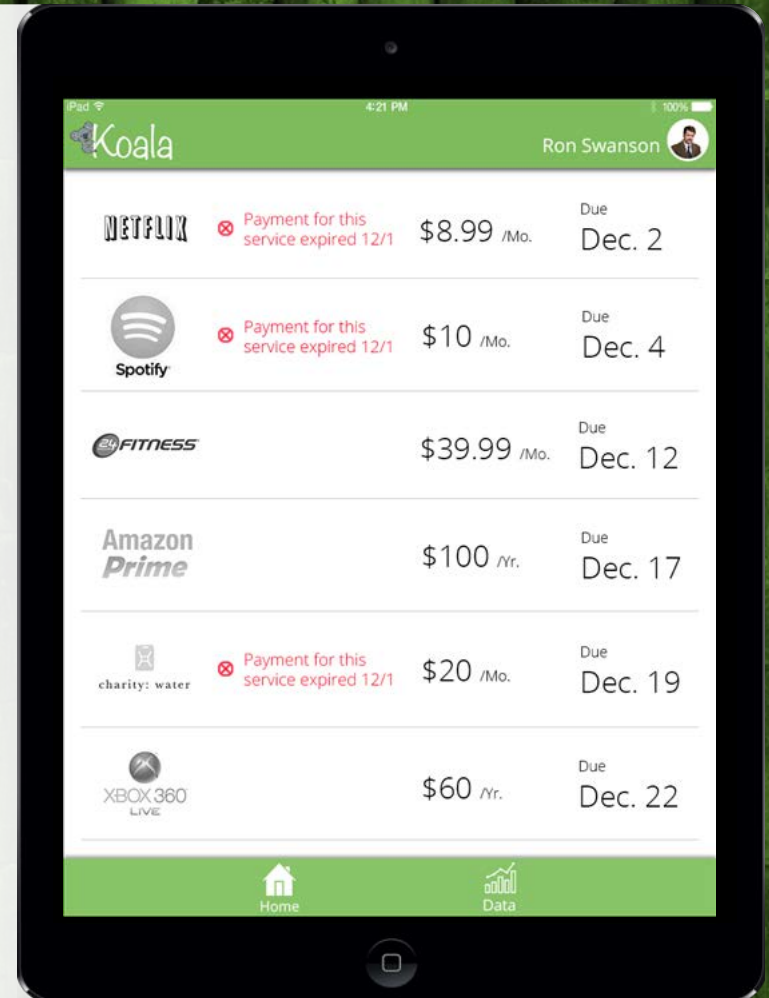 iPad 4:21 PM 100%
Koala Ron Swanson
NETFLIX
Payment for this
service expired 12/1
$8.99 /Mo.
Due
Dec. 2
Spotify
Payment for this
service expired 12/1
$10 /Mo.
Due
Dec. 4
24 FITNESS
$39.99 /Mo.
Due
Dec. 12
Amazon
Prime
$100 /Yr.
Due
Dec. 17
charity: water
Payment for this
service expired 12/1
$20 /Mo.
Due
Dec. 19
XBOX 360
LIVE
$60 /Yr.
Due
Dec. 22
Home
Data